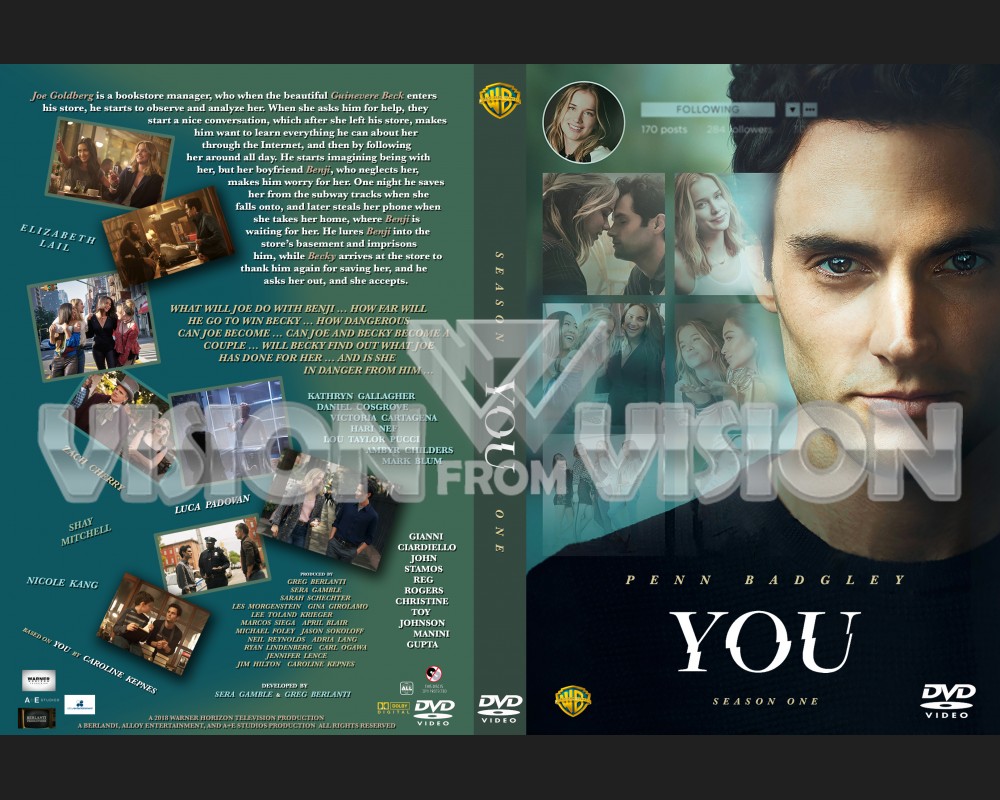 Joe Goldberg is a bookstore manager, who when the beautiful Guinevere Beck enters
his store, he starts to observe and analyze her. When she asks him for help, they
start a nice conversation, which after she left his store, makes
him want to learn everything he can about her
through the Internet, and then by following
her around all day. He starts imagining being with
her, but her boyfriend Benji, who neglects her,
makes him worry for her. One night he saves
her from the subway tracks when she
falls onto, and later steals her phone when
she takes her home, where Benji is
waiting for her. He lures Benji into the
store's basement and imprisons
him, while Becky arrives at the store to
thank him again for saving her, and he
asks her out, and she accepts.
ELIZABETH
LAIL
WHAT WILL JOE DO WITH BENJI ... HOW FAR WILL
HE GO TO WIN BECKY ... HOW DANGEROUS
CAN JOE BECOME ... CAN JOE AND BECKY BECOME A
COUPLE ... WILL BECKY FIND OUT WHAT JOE
HAS DONE FOR HER ... AND IS SHE
IN DANGER FROM HIM ...
KATHRYN GALLAGHER
DANIEL COSGROVE
VICTORIA CARTAGENA
HARI NEF
LOU TAYLOR PUCCI
AMBYR CHILDERS
MARK BLUM
ZACH CHERRY
LUCA PADOVAN
SHAY
MITCHELL
NICOLE KANG
GIANNI
CIARDIELLO
JOHN
STAMOS
REG
ROGERS
CHRISTINE
TOY
JOHNSON
MANINI
GUPTA
PRODUCED BY
GREG BERLANTI
SERA GAMBLE
SARAH SCHECHTER
LES MORGENSTEIN GINA GIROLAMO
LEE TOLAND KRIEGER
MARCOS SIEGA APRIL BLAIR
MICHAEL FOLEY JASON SOKOLOFF
NEIL REYNOLDS ADRIA LANG
RYAN LINDENBERG CARL OGAWA
JENNIFER LENCE
JIM HILTON CAROLINE KEPNES
BASED ON YOU BY CAROLINE KEPNES
DEVELOPED BY
SERA GAMBLE & GREG BERLANTI
WARNER
A+E STUDIOS
BERLANTI
ALL
DOLBY
DIGITAL
DVD
VIDEO
A 2018 WARNER HORIZON TELEVISION PRODUCTION
A BERLANDI, ALLOY ENTERTAINMENT, AND A+E STUDIOS PRODUCTION ALL RIGHTS RESERVED
WB
SEASON YOU ONE
DVD
VIDEO
FOLLOWING
170 posts 284 followers
VISION FROM VISION
PENN BADGLEY
YOU
SEASON ONE
WB
DVD
VIDEO